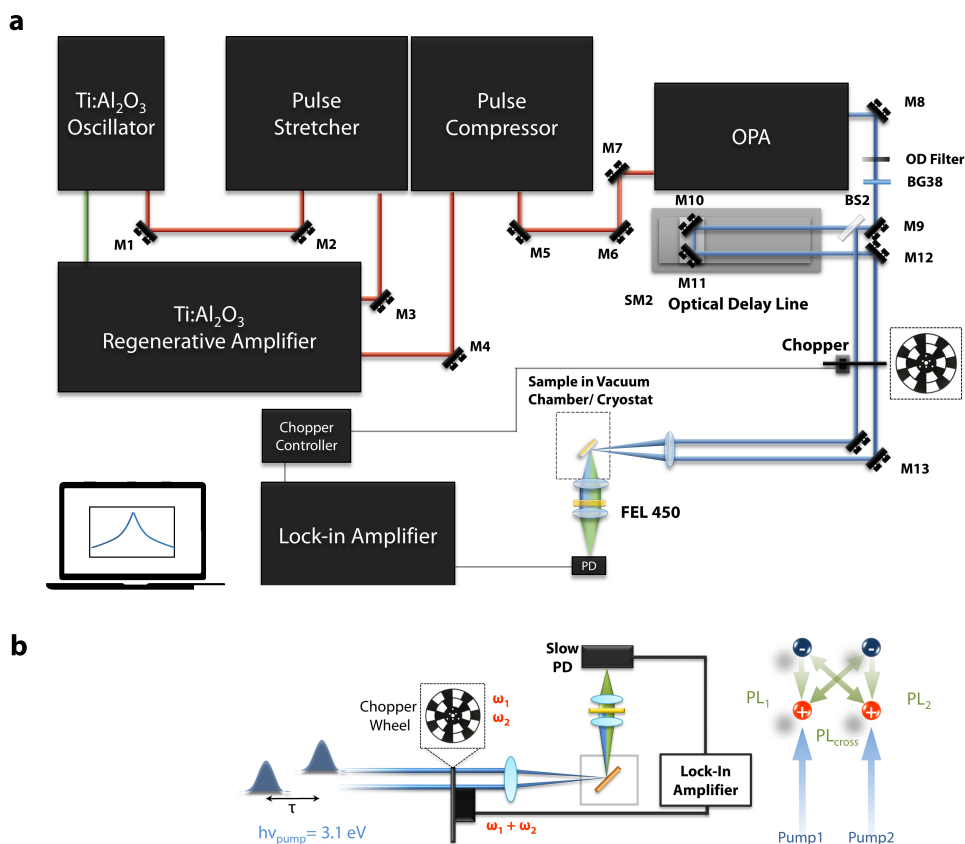 a
Ti:Al₂O₃
Oscillator
Pulse
Stretcher
Pulse
Compressor
OPA
M8
OD Filter
BG38
M7
M10
BS2
M9
M1
M2
M5
M6
M12
M11
SM2
Optical Delay Line
Ti:Al₂O₃
Regenerative Amplifier
M3
M4
Chopper
Sample in Vacuum
Chamber/ Cryostat
Chopper
Controller
M13
FEL 450
Lock-in Amplifier
PD
b
Slow
PD
Chopper
Wheel
ω₁
ω₂
PL₁
PL₂
PLcross
τ
Lock-In
Amplifier
hνpump= 3.1 eV
ω₁ + ω₂
Pump1
Pump2
-
-
+
+